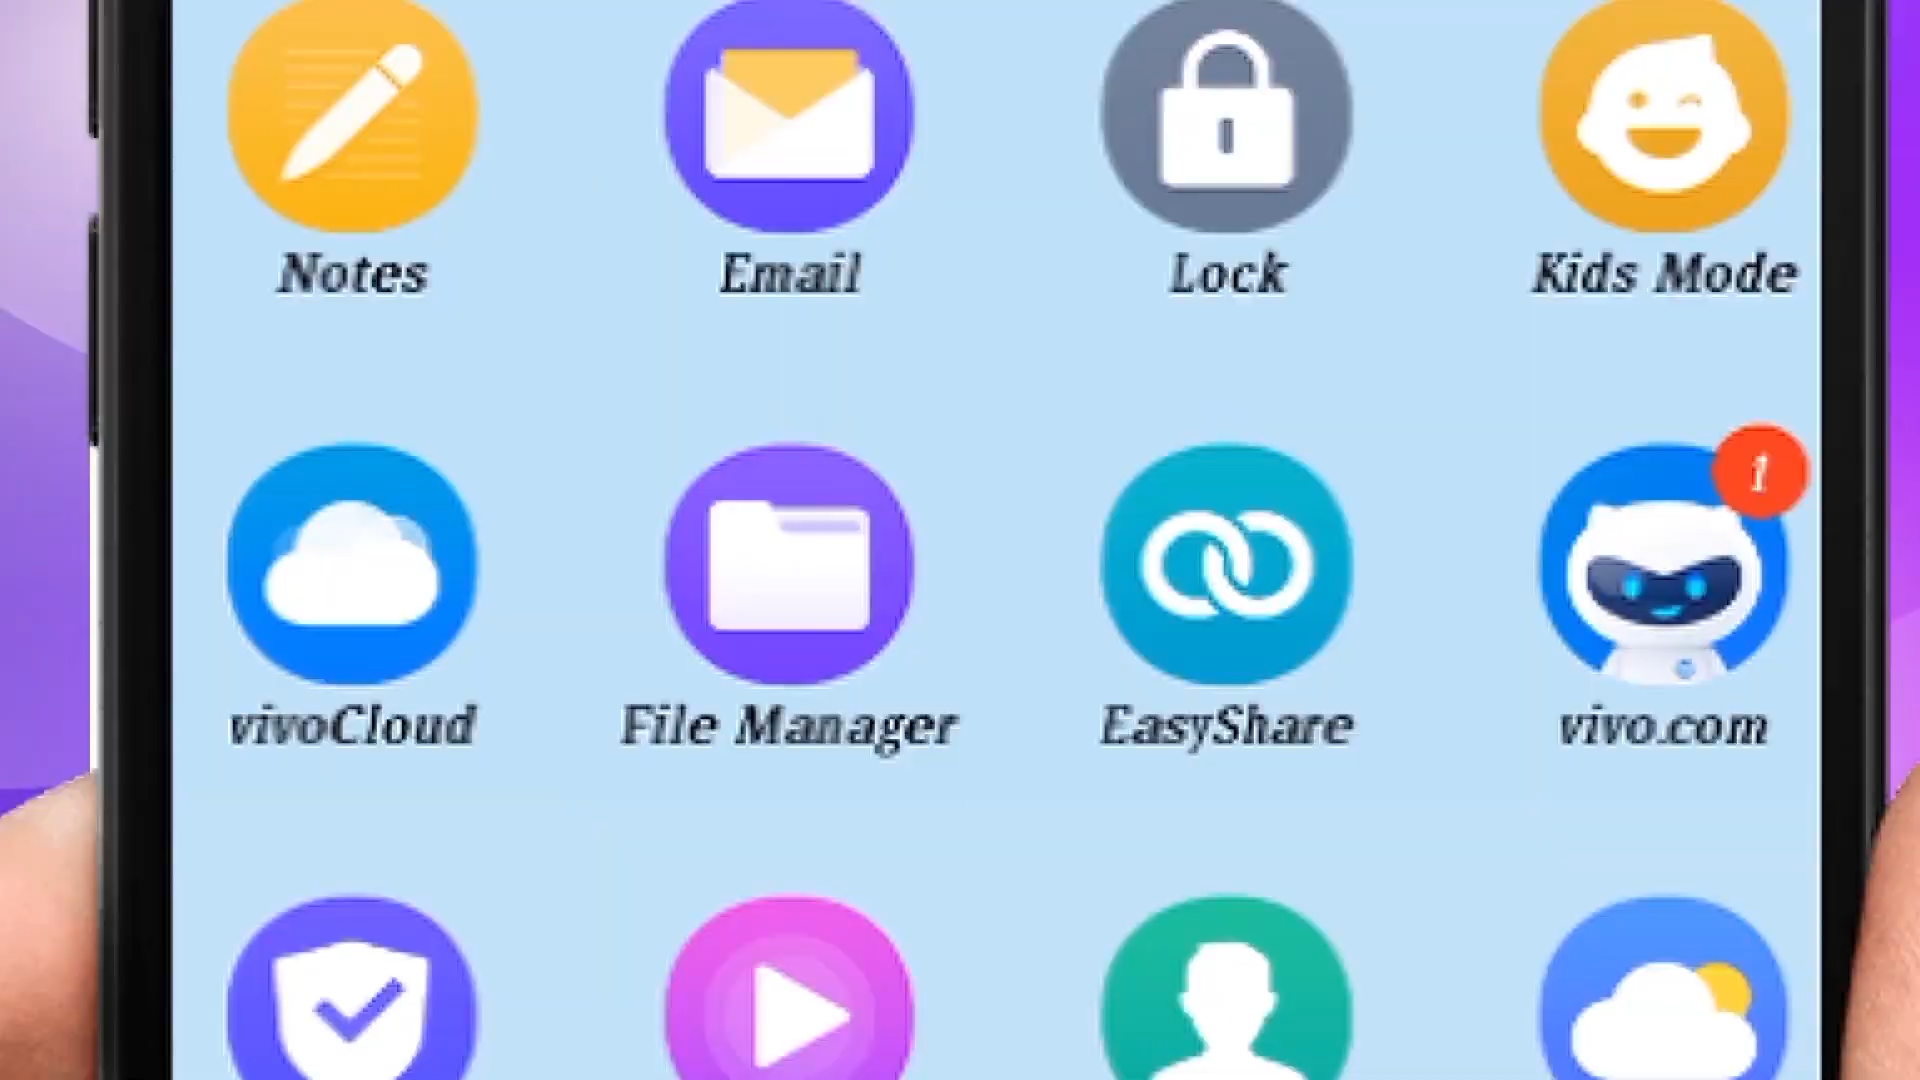 Notes
Email
Lock
Kids Mode
1
vivoCloud
File Manager
EasyShare
vivo.com